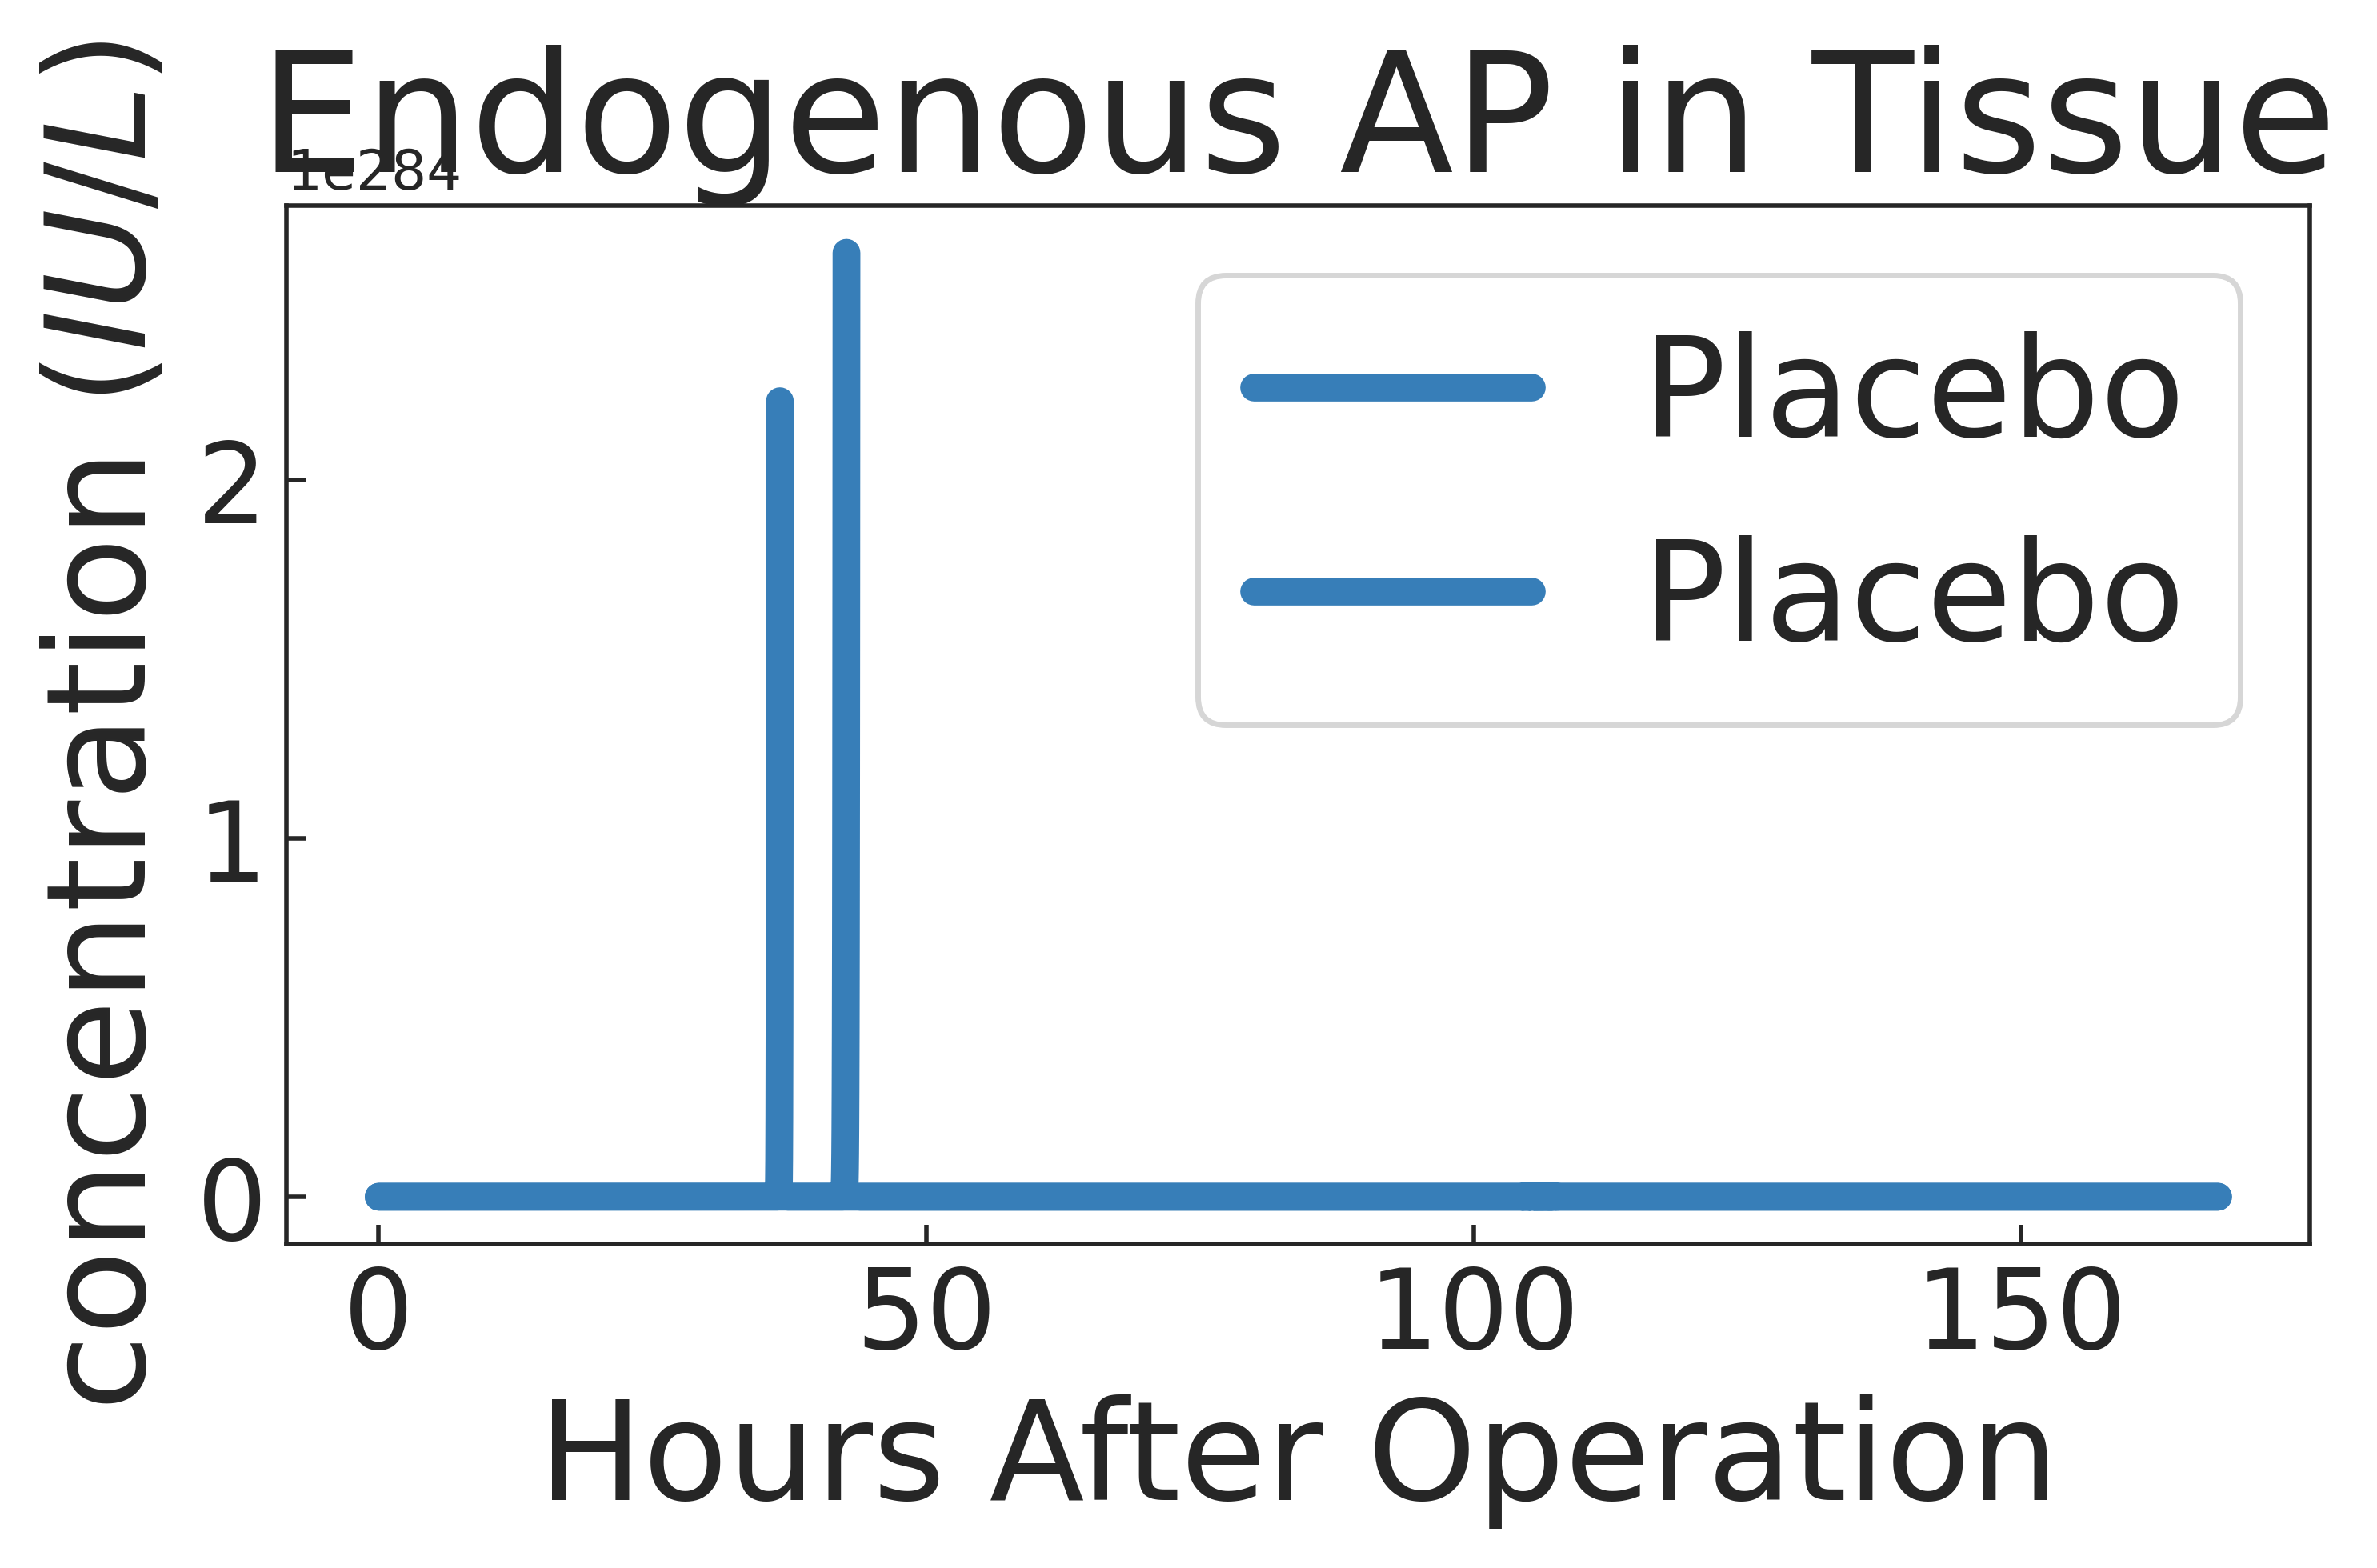 Endogenous AP in Tissue
1e284
concentration (IU/L)
2
1
0
Placebo
Placebo
0 50 100 150
Hours After Operation